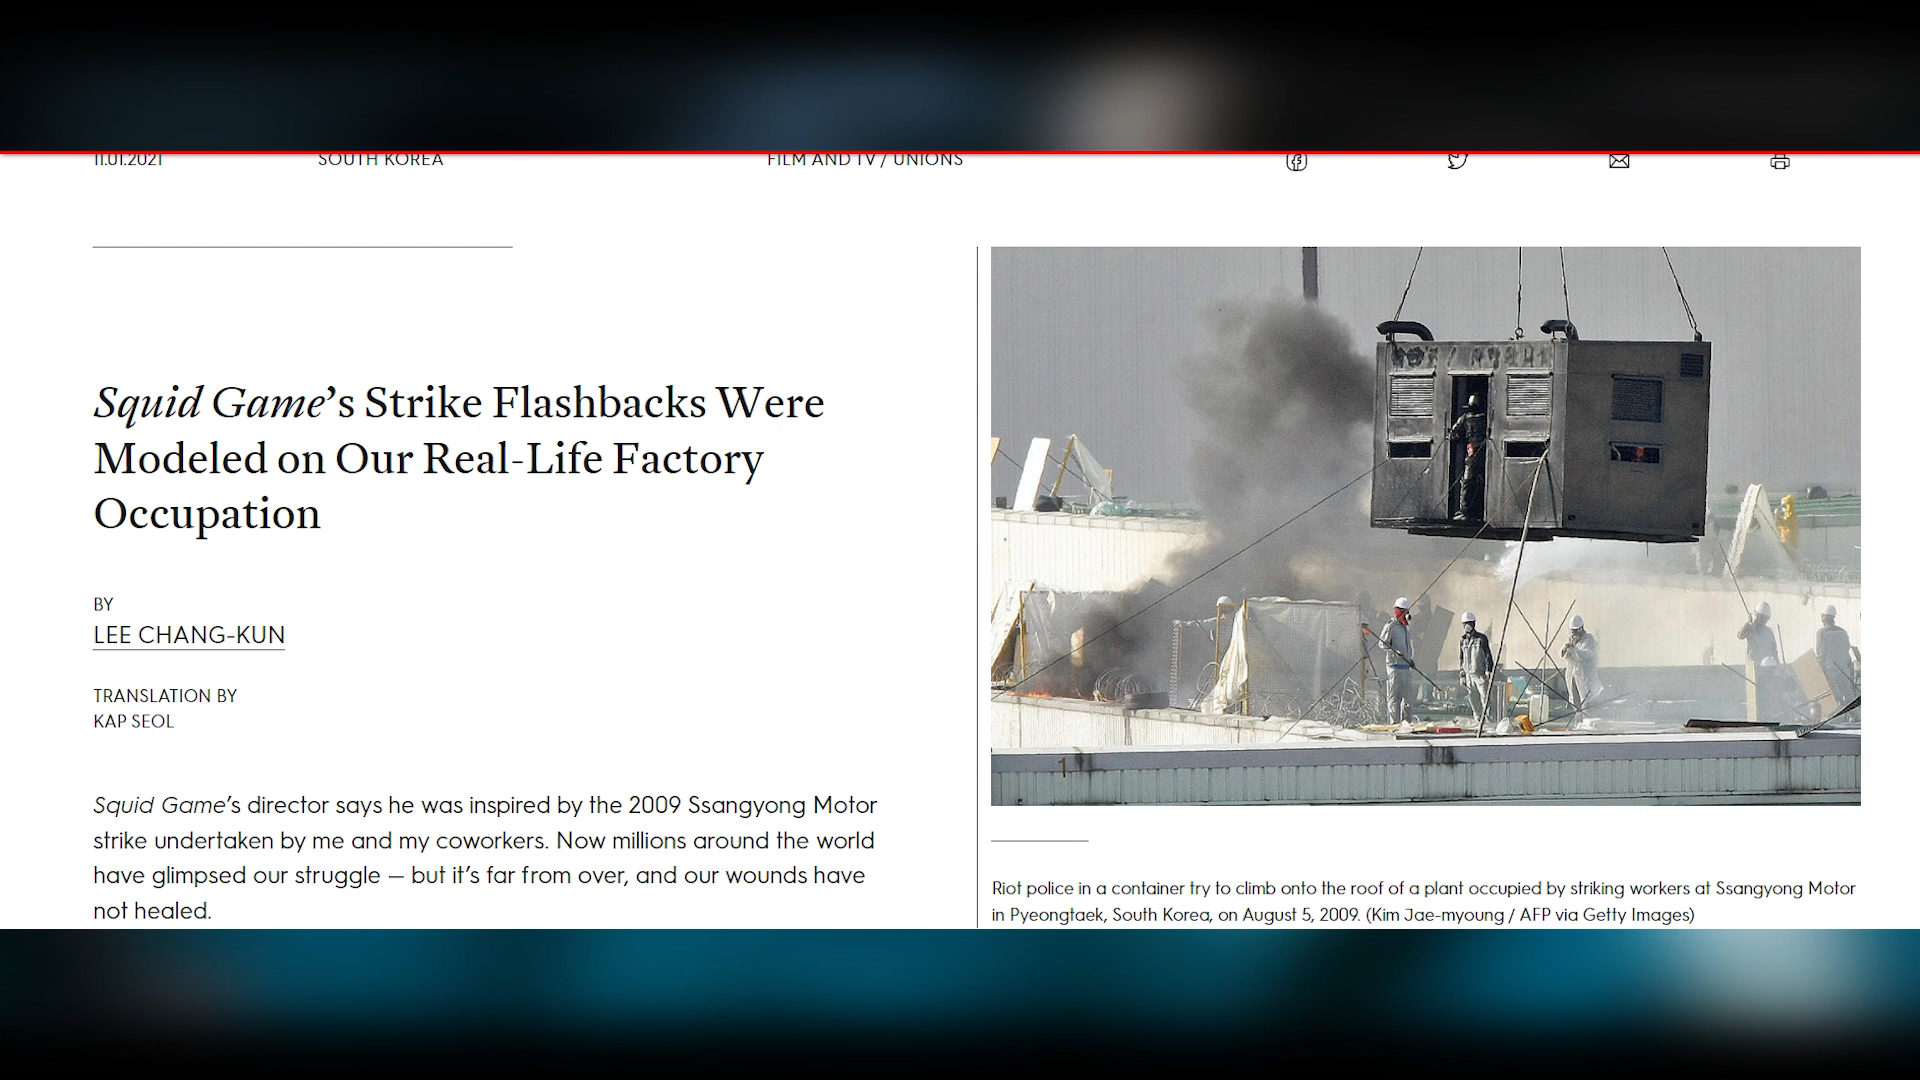 11.01.2021
SOUTH KOREA
FILM AND TV / UNIONS
Squid Game’s Strike Flashbacks Were
Modeled on Our Real-Life Factory
Occupation
BY
LEE CHANG-KUN
TRANSLATION BY
KAP SEOL
Squid Game’s director says he was inspired by the 2009 Ssangyong Motor
strike undertaken by me and my coworkers. Now millions around the world
have glimpsed our struggle — but it’s far from over, and our wounds have
not healed.
Riot police in a container try to climb onto the roof of a plant occupied by striking workers at Ssangyong Motor
in Pyeongtaek, South Korea, on August 5, 2009. (Kim Jae-myoung / AFP via Getty Images)